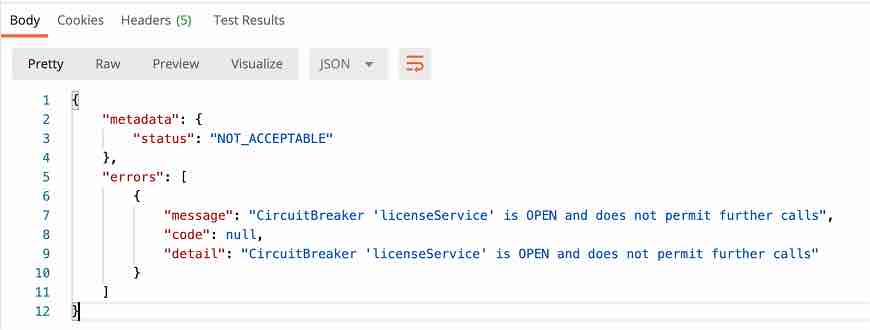 Body Cookies Headers (5) Test Results
Pretty Raw Preview Visualize JSON
1 {
2 "metadata": {
3 "status": "NOT_ACCEPTABLE"
4 },
5 "errors": [
6 {
7 "message": "CircuitBreaker 'licenseService' is OPEN and does not permit further calls",
8 "code": null,
9 "detail": "CircuitBreaker 'licenseService' is OPEN and does not permit further calls"
10 }
11 ]
12 }